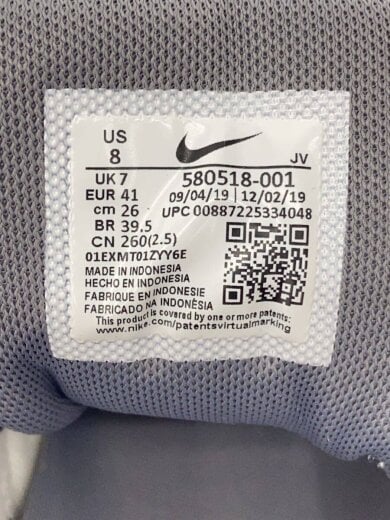 US
8
JV
UK 7
580518-001
EUR 41
09/04/19 | 12/02/19
cm 26
UPC 00887225334048
BR 39.5
CN 260(2.5)
01EXMT01ZYY6E
MADE IN INDONESIA
HECHO EN INDONESIA
FABRIQUE EN INDONESIE
FABRICADO NA INDONÉSIA
This product is covered by one or more patents:
www.nike.com/patentsvirtualmarking